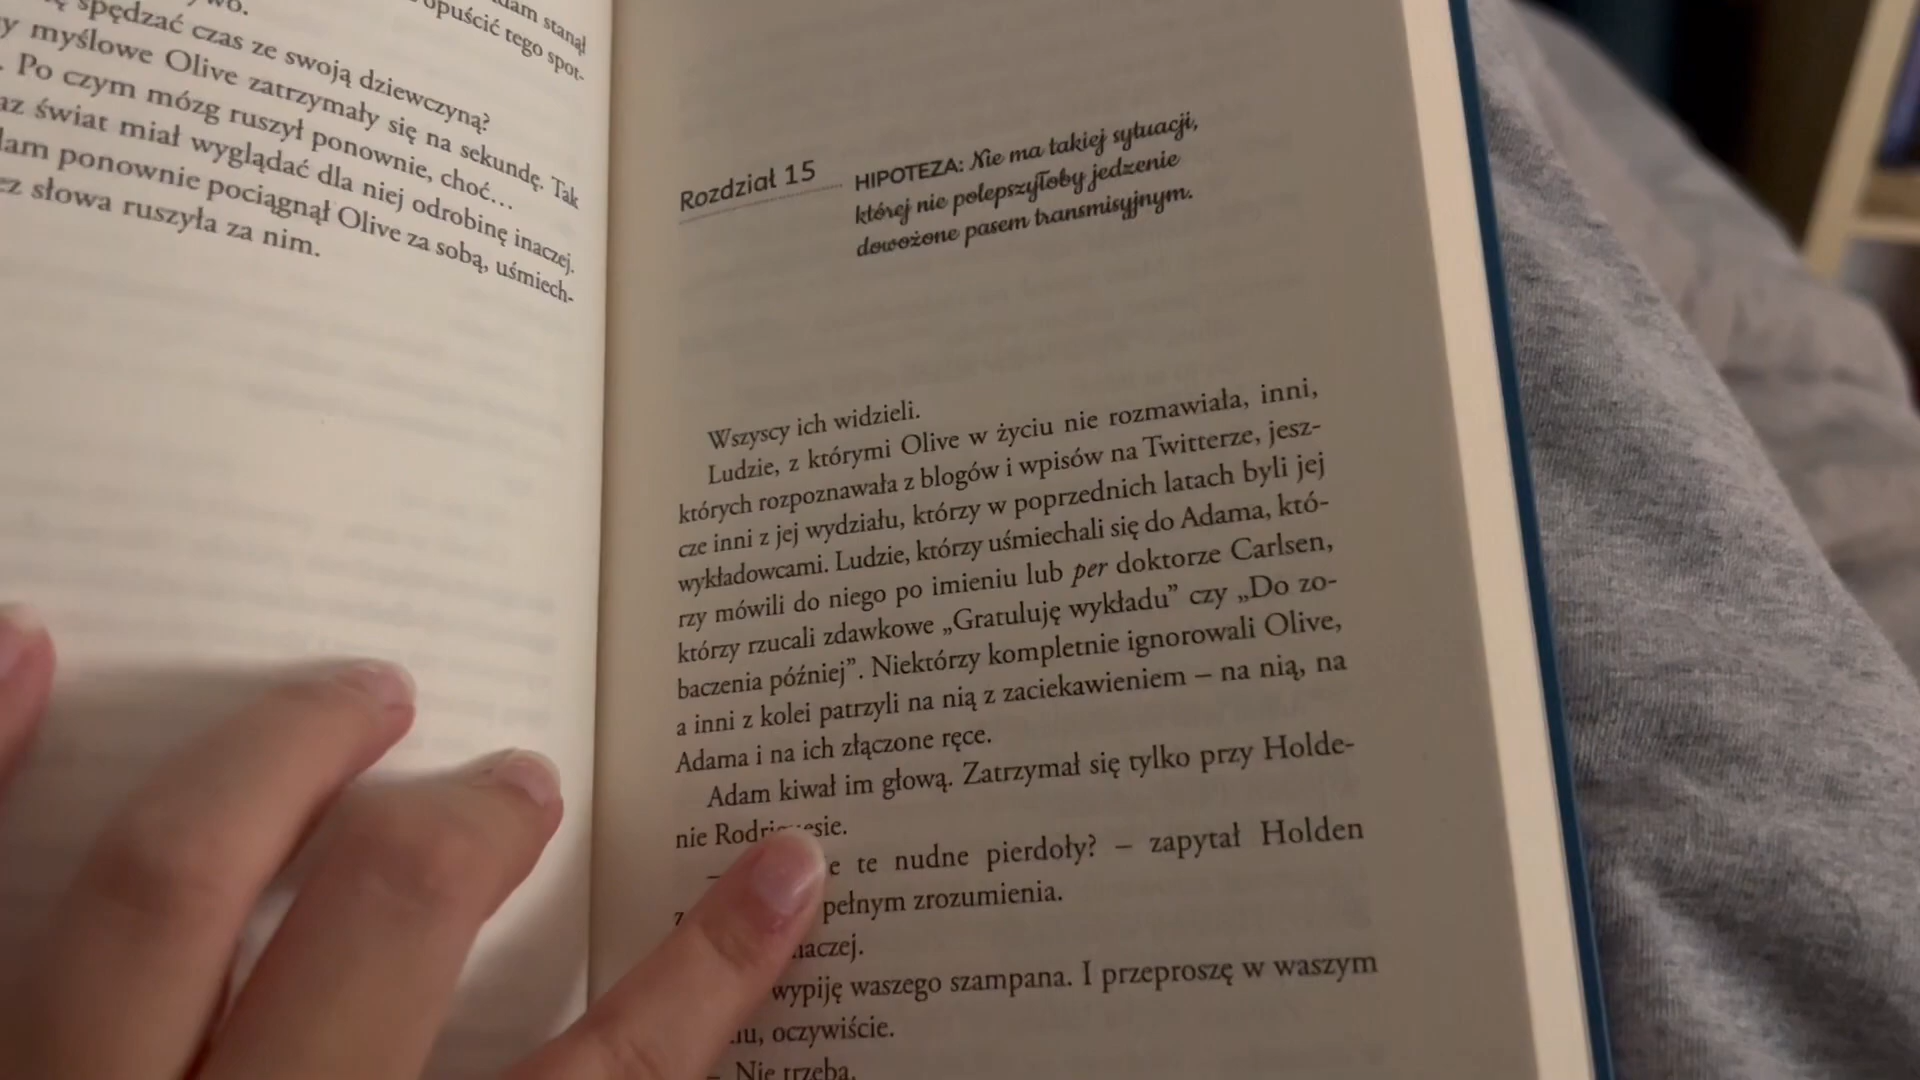 spędzać czas ze swoją dziewczyną?
myślowe Olive zatrzymały się na sekundę. Tak
. Po czym mózg ruszył ponownie, choć...
świat miał wyglądać dla niej odrobinę inaczej.
ponownie pociągnął Olive za sobą, uśmiech-
słowa ruszyła za nim.
stanął
opuścić tego spot-
Rozdział 15
HIPOTEZA: Nie ma takiej sytuacji,
której nie polepszyłoby jedzenie
dowożone pasem transmisyjnym.
Wszyscy ich widzieli.
Ludzie, z którymi Olive w życiu nie rozmawiała, inni,
których rozpoznawała z blogów i wpisów na Twitterze, jesz-
cze inni z jej wydziału, którzy w poprzednich latach byli jej
wykładowcami. Ludzie, którzy uśmiechali się do Adama, któ-
rzy mówili do niego po imieniu lub per doktorze Carlsen,
którzy rzucali zdawkowe „Gratuluję wykładu” czy „Do zo-
baczenia później”. Niektórzy kompletnie ignorowali Olive,
a inni z kolei patrzyli na nią z zaciekawieniem – na nią, na
Adama i na ich złączone ręce.
Adam kiwał im głową. Zatrzymał się tylko przy Holde-
nie
– te nudne pierdoły? – zapytał Holden
pełnym zrozumienia.
wypiję waszego szampana. I przeproszę w waszym
oczywiście.
– Nie trzeba.